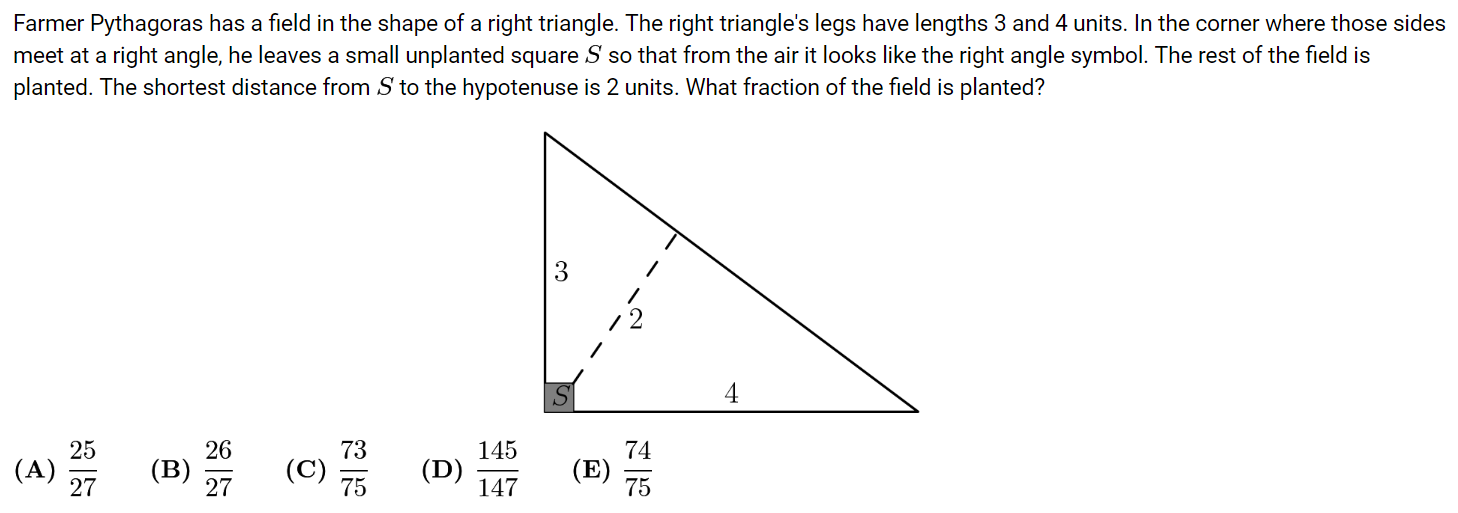 Farmer Pythagoras has a field in the shape of a right triangle. The right triangle's legs have lengths 3 and 4 units. In the corner where those sides
meet at a right angle, he leaves a small unplanted square S so that from the air it looks like the right angle symbol. The rest of the field is
planted. The shortest distance from S to the hypotenuse is 2 units. What fraction of the field is planted?
3
2
S
4
(A) 25/27 (B) 26/27 (C) 73/75 (D) 145/147 (E) 74/75